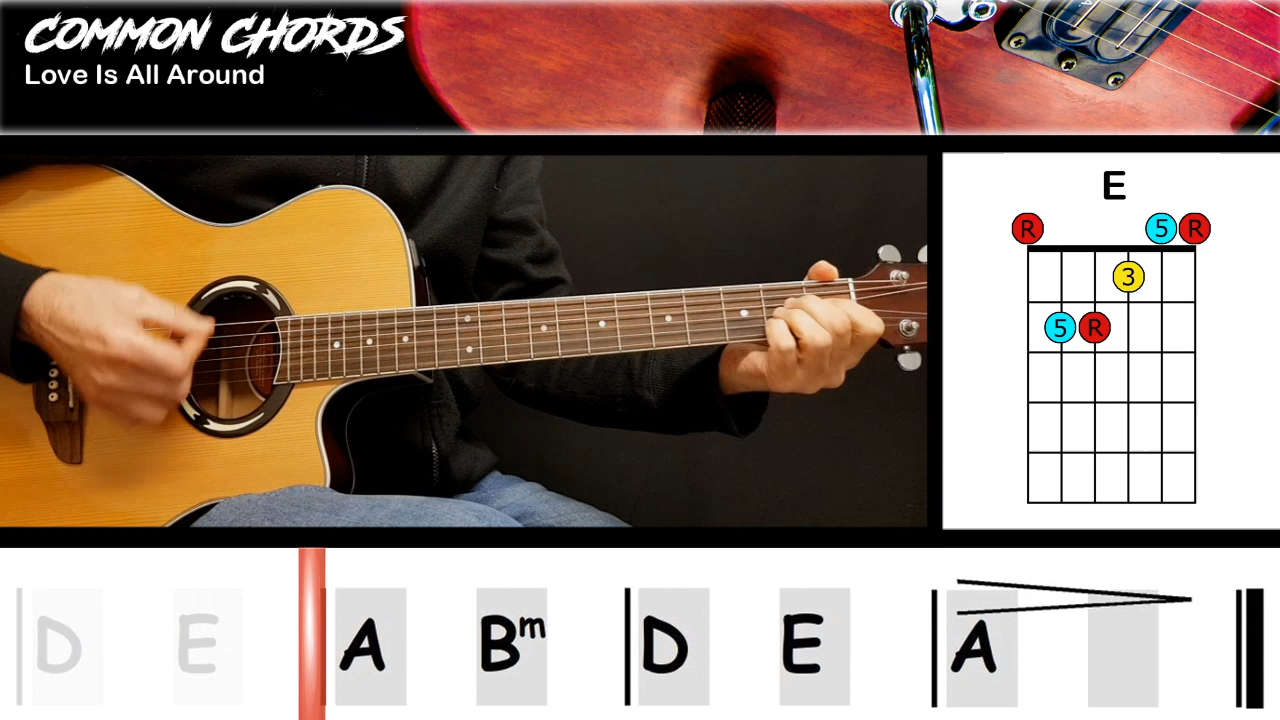 COMMON CHORDS
Love Is All Around
E
R 5 R
3
5 R
D E A Bm D E A